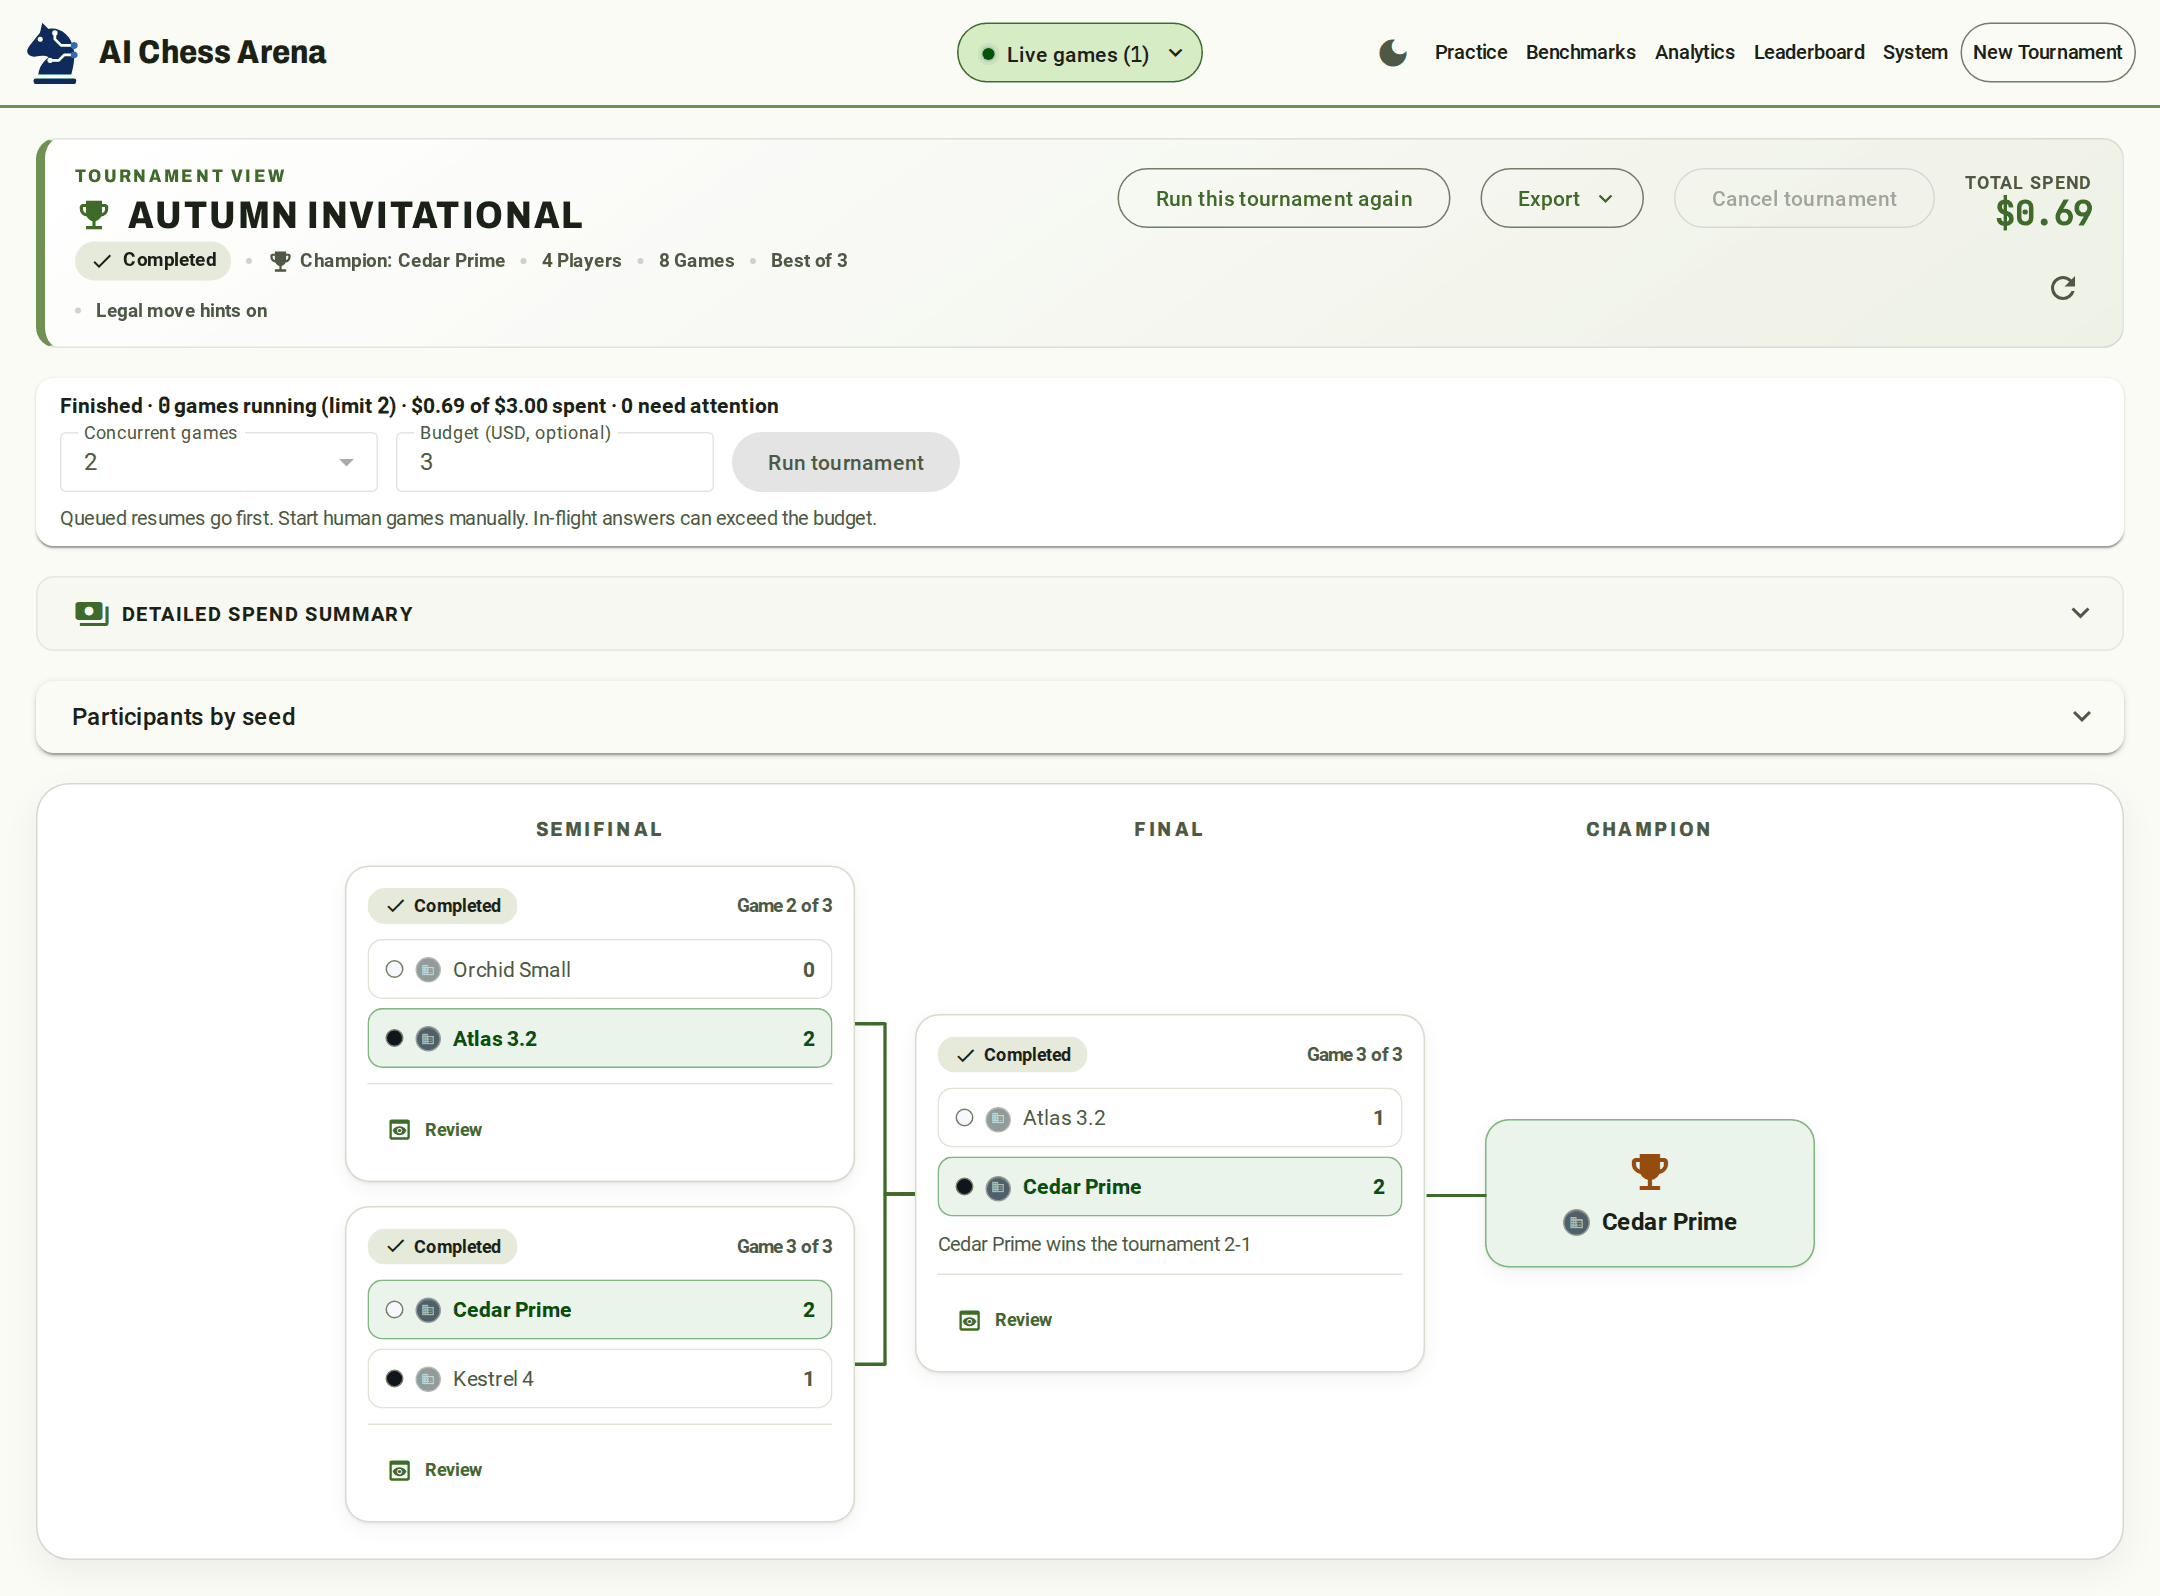 AI Chess Arena
Live games (1)
Practice Benchmarks Analytics Leaderboard System New Tournament
TOURNAMENT VIEW
AUTUMN INVITATIONAL
Run this tournament again
Export
Cancel tournament
TOTAL SPEND
$0.69
Completed • Champion: Cedar Prime • 4 Players • 8 Games • Best of 3
• Legal move hints on
Finished · 0 games running (limit 2) · $0.69 of $3.00 spent · 0 need attention
Concurrent games
2
Budget (USD, optional)
3
Run tournament
Queued resumes go first. Start human games manually. In-flight answers can exceed the budget.
DETAILED SPEND SUMMARY
Participants by seed
SEMIFINAL
Completed Game 2 of 3
Orchid Small 0
Atlas 3.2 2
Review
Completed Game 3 of 3
Cedar Prime 2
Kestrel 4 1
Review
FINAL
Completed Game 3 of 3
Atlas 3.2 1
Cedar Prime 2
Cedar Prime wins the tournament 2-1
Review
CHAMPION
Cedar Prime